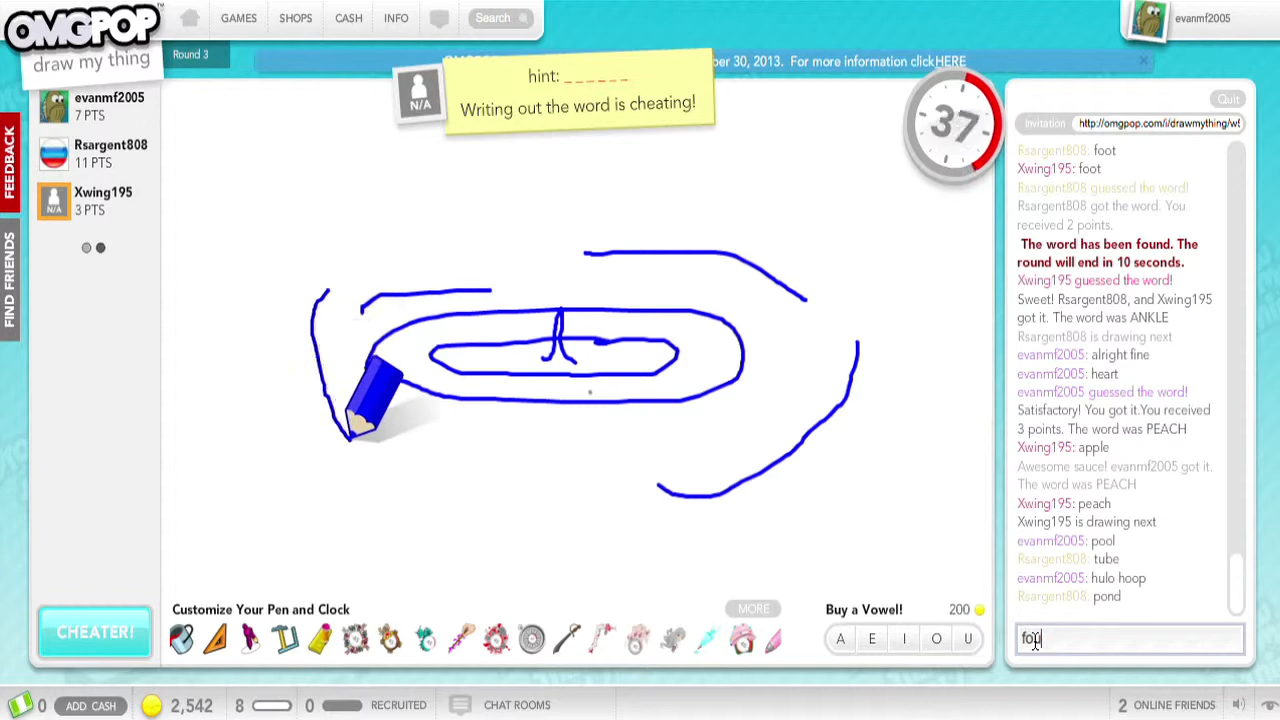 OMGPOP™
GAMES
SHOPS
CASH
INFO
Search:
evanmf2005
draw my thing
Round 3
ber 30, 2013. For more information clickHERE
N/A
hint: _ _ _ _ _ _
Writing out the word is cheating!
37
FEEDBACK
FIND FRIENDS
evanmf2005
7 PTS
Rsargent808
11 PTS
N/A
Xwing195
3 PTS
Quit
Invitation
http://omgpop.com/i/drawmything/w
Rsargent808: foot
Xwing195: foot
Rsargent808 guessed the word!
Rsargent808 got the word. You
received 2 points.
The word has been found. The
round will end in 10 seconds.
Xwing195 guessed the word!
Sweet! Rsargent808, and Xwing195
got it. The word was ANKLE
Rsargent808 is drawing next
evanmf2005: alright fine
evanmf2005: heart
evanmf2005 guessed the word!
Satisfactory! You got it.You received
3 points. The word was PEACH
Xwing195: apple
Awesome sauce! evanmf2005 got it.
The word was PEACH
Xwing195: peach
Xwing195 is drawing next
evanmf2005: pool
Rsargent808: tube
evanmf2005: hulo hoop
Rsargent808: pond
fou
CHEATER!
Customize Your Pen and Clock
MORE
Buy a Vowel!
200
A E I O U
0
ADD CASH
2,542
8
0
RECRUITED
CHAT ROOMS
2 ONLINE FRIENDS